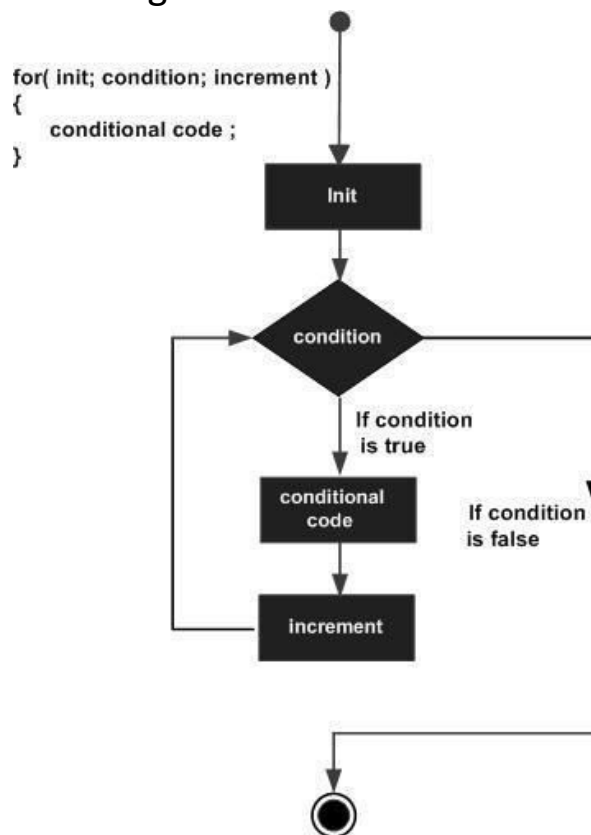 for( init; condition; increment )
{
conditional code ;
}
Init
condition
If condition
is true
conditional
code
If condition
is false
increment